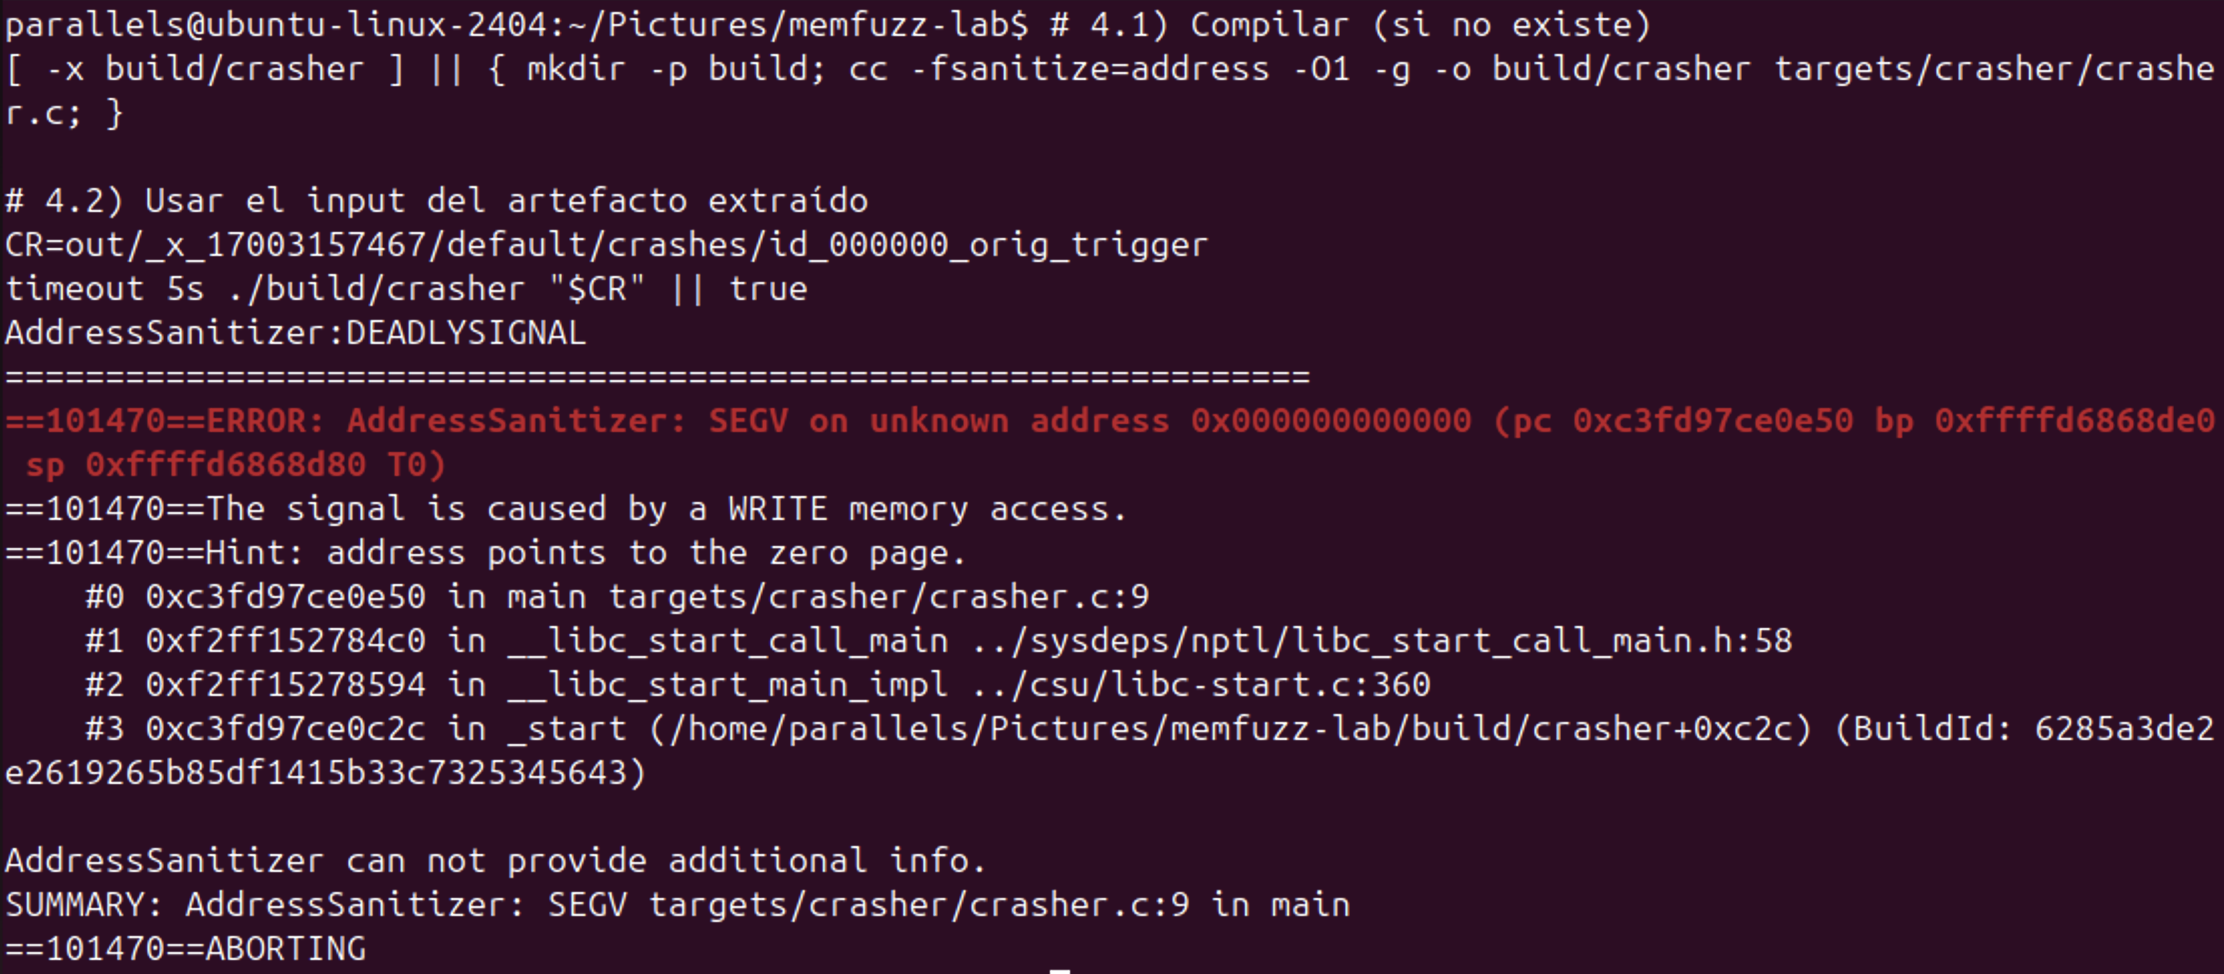 parallels@ubuntu-linux-2404:~/Pictures/memfuzz-lab$ # 4.1) Compilar (si no existe)
[ -x build/crasher ] || { mkdir -p build; cc -fsanitize=address -O1 -g -o build/crasher targets/crasher/crashe
r.c; }
# 4.2) Usar el input del artefacto extraído
CR=out/_x_17003157467/default/crashes/id_000000_orig_trigger
timeout 5s ./build/crasher "$CR" || true
AddressSanitizer:DEADLYSIGNAL
=================================================================
==101470==ERROR: AddressSanitizer: SEGV on unknown address 0x000000000000 (pc 0xc3fd97ce0e50 bp 0xffffd6868de0
 sp 0xffffd6868d80 T0)
==101470==The signal is caused by a WRITE memory access.
==101470==Hint: address points to the zero page.
    #0 0xc3fd97ce0e50 in main targets/crasher/crasher.c:9
    #1 0xf2ff152784c0 in __libc_start_call_main ../sysdeps/nptl/libc_start_call_main.h:58
    #2 0xf2ff15278594 in __libc_start_main_impl ../csu/libc-start.c:360
    #3 0xc3fd97ce0c2c in _start (/home/parallels/Pictures/memfuzz-lab/build/crasher+0xc2c) (BuildId: 6285a3de2
e2619265b85df1415b33c7325345643)
AddressSanitizer can not provide additional info.
SUMMARY: AddressSanitizer: SEGV targets/crasher/crasher.c:9 in main
==101470==ABORTING